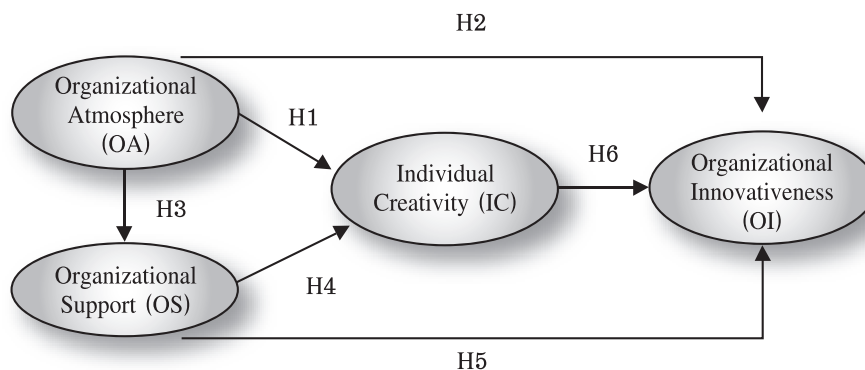 H2
Organizational
Atmosphere
(OA)
H1
Individual
Creativity (IC)
H6
Organizational
Innovativeness
(OI)
H3
Organizational
Support (OS)
H4
H5